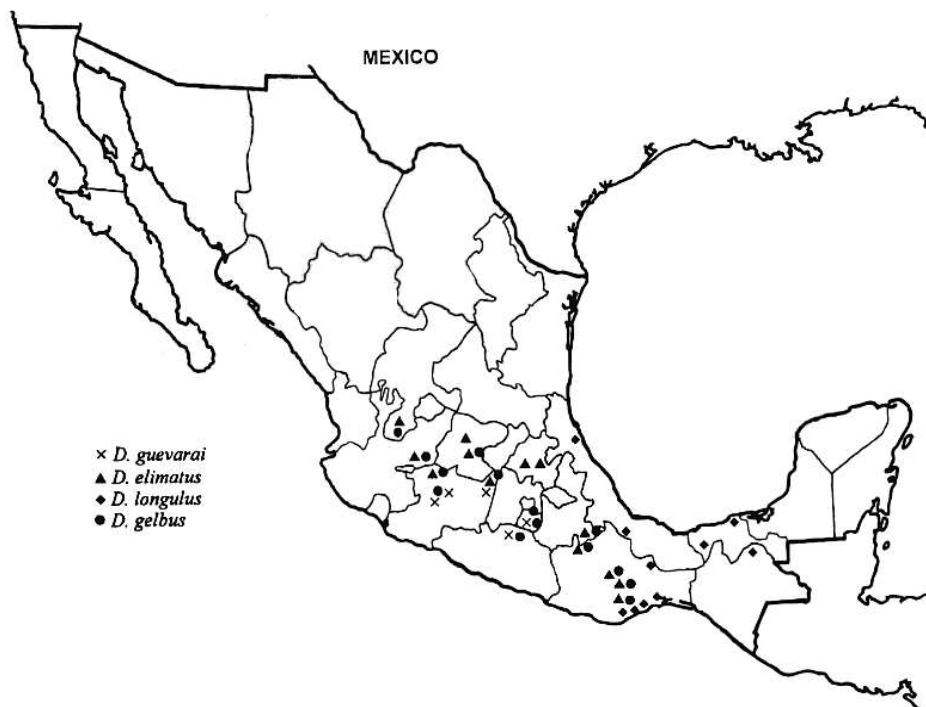 MEXICO
× D. guevarai
▲ D. elimatus
◆ D. longulus
● D. gelbus